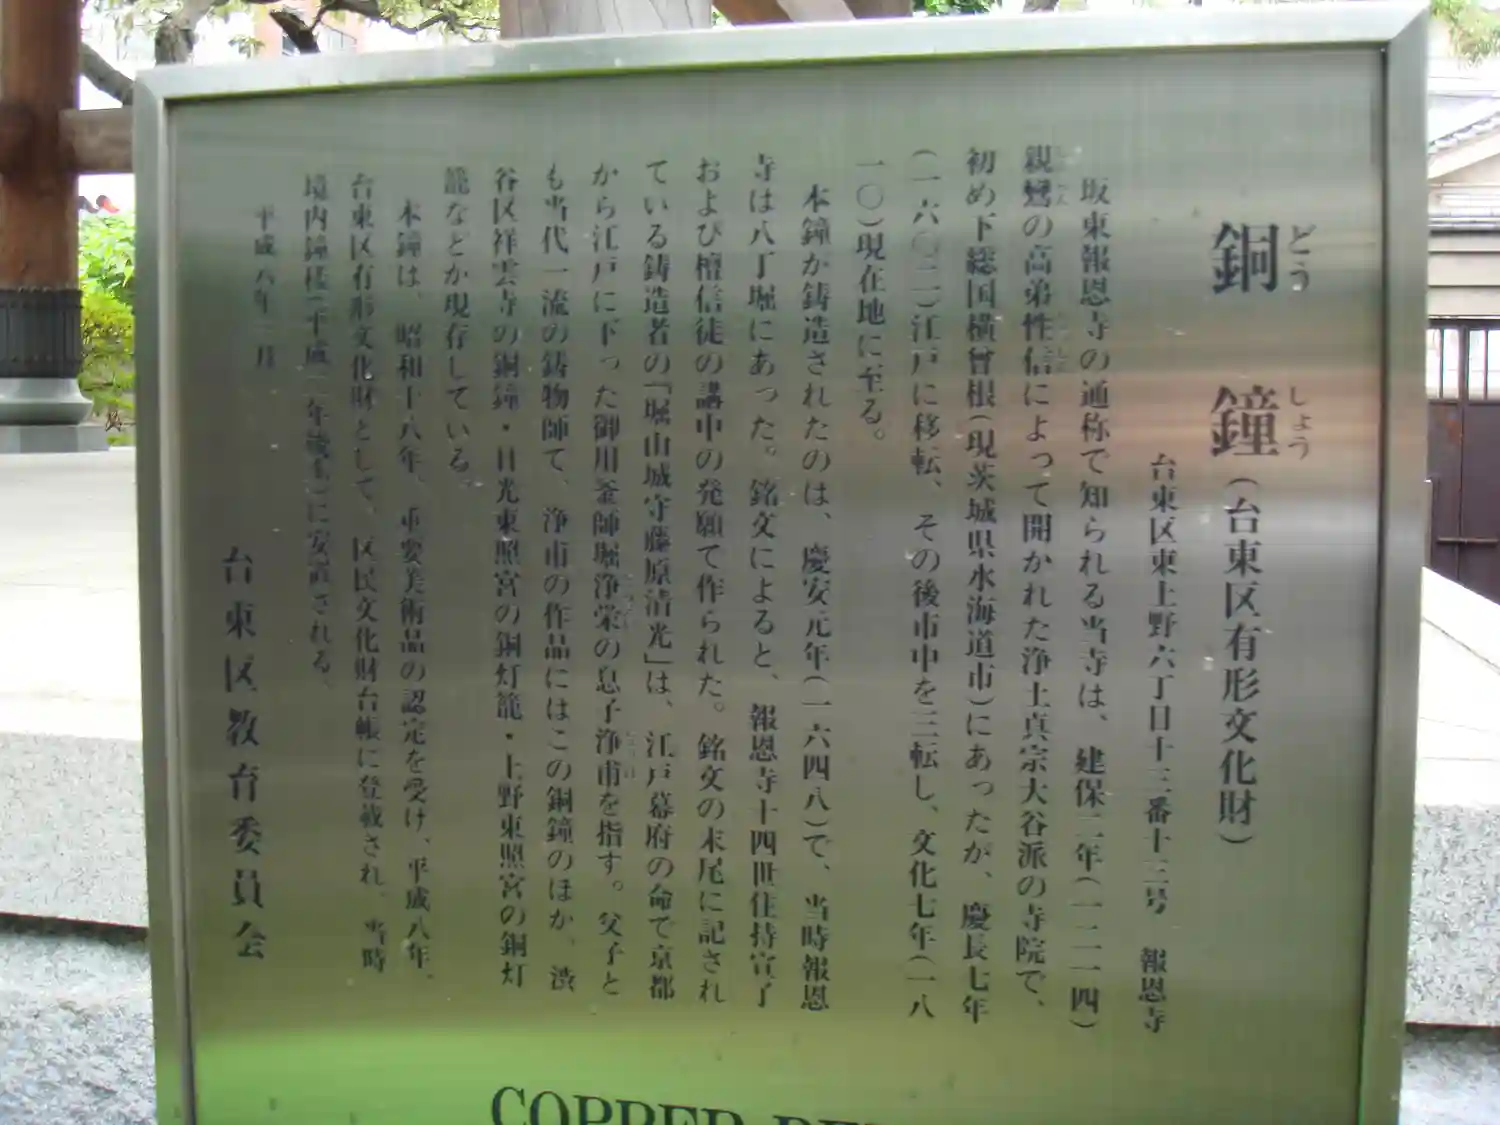 銅鐘(台東区有形文化財)
どうしょう
台東区東上野六丁目十三番十三号 報恩寺
坂東報恩寺の通称で知られる当寺は、建保二年(一二一四)
親鸞の高弟性信によって開かれた浄土真宗大谷派の寺院で、
初め下総国横曾根(現茨城県水海道市)にあったが、慶長七年
(一六〇二)江戸に移転、その後市中を三転し、文化七年(一八
一〇)現在地に至る。
本鐘が鋳造されたのは、慶安元年(一六四八)で、当時報恩
寺は八丁堀にあった。銘文によると、報恩寺十四世住持宣了
および檀信徒の講中の発願で作られた。銘文の末尾に記され
ている鋳造者の「堀山城守藤原清光」は、江戸幕府の命で京都
から江戸に下った御用釜師堀浄栄の息子浄甫を指す。父子と
も当代一流の鋳物師で、浄甫の作品にはこの銅鐘のほか、渋
谷区祥雲寺の銅鐘・日光東照宮の銅灯籠・上野東照宮の銅灯
籠などが現存している。
本鐘は、昭和十八年、重要美術品の認定を受け、平成八年、
台東区有形文化財として、区民文化財台帳に登載され、当時
境内鐘楼(平成 年 )に安置される。
平成八年 月
台東区教育委員会
COPPER